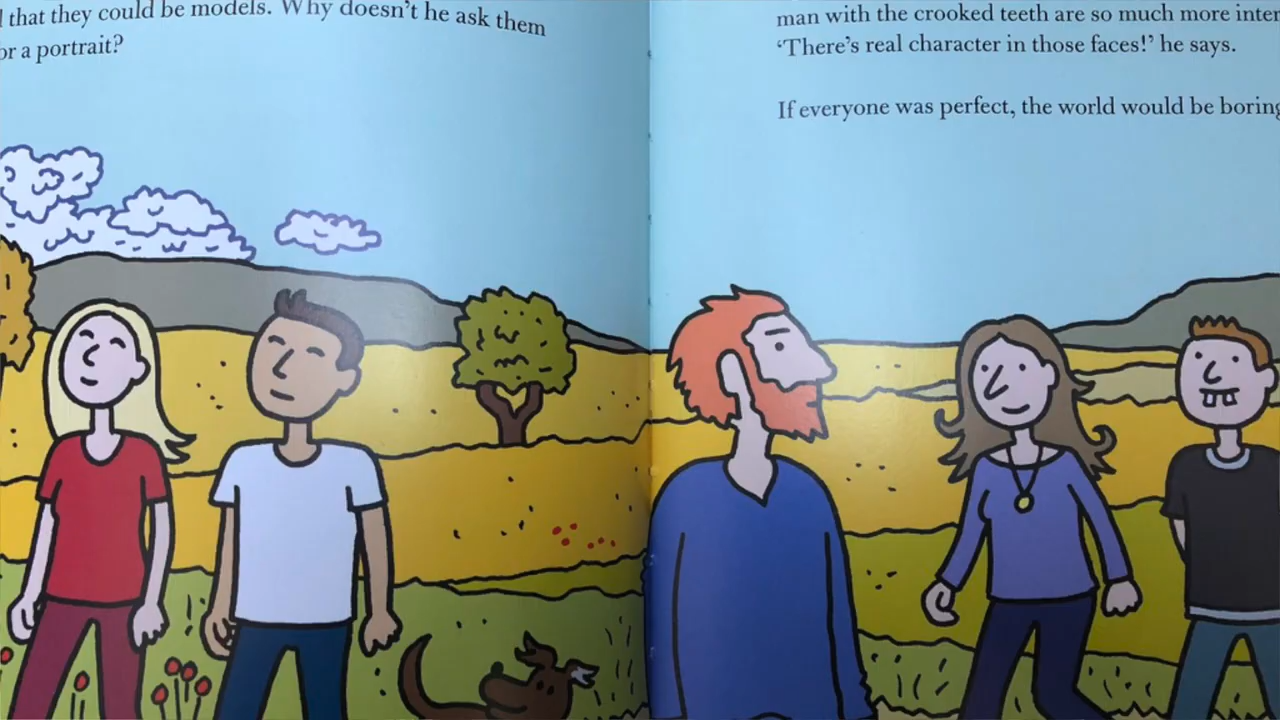 that they could be models. Why doesn't he ask them
or a portrait?
man with the crooked teeth are so much more inter
‘There's real character in those faces!’ he says.
If everyone was perfect, the world would be boring